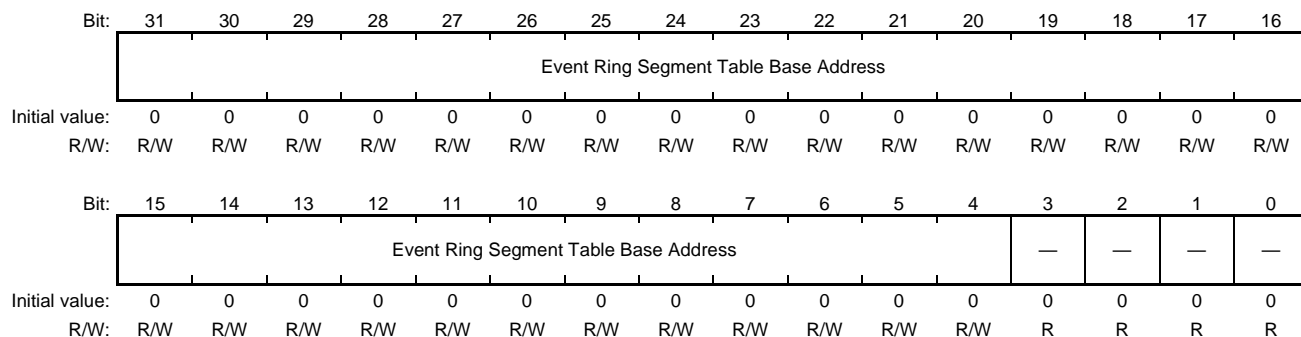 Bit: 31 30 29 28 27 26 25 24 23 22 21 20 19 18 17 16
Event Ring Segment Table Base Address
Initial value: 0 0 0 0 0 0 0 0 0 0 0 0 0 0 0 0
R/W: R/W R/W R/W R/W R/W R/W R/W R/W R/W R/W R/W R/W R/W R/W R/W R/W
Bit: 15 14 13 12 11 10 9 8 7 6 5 4 3 2 1 0
Event Ring Segment Table Base Address — — — —
Initial value: 0 0 0 0 0 0 0 0 0 0 0 0 0 0 0 0
R/W: R/W R/W R/W R/W R/W R/W R/W R/W R/W R/W R/W R/W R R R R